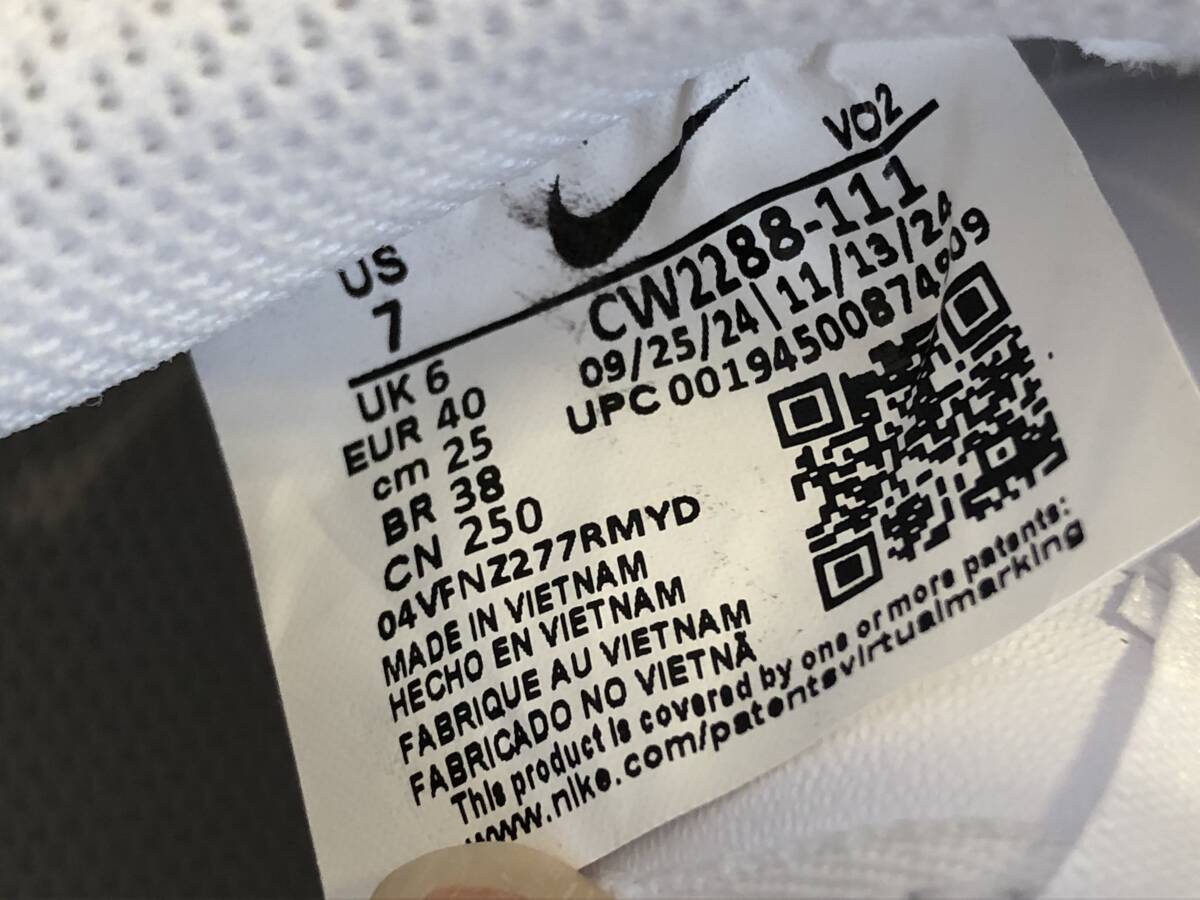 VO2
US
7
CW2288-111
09/25/24|11/13/24
UPC 00194500874809
UK 6
EUR 40
cm 25
BR 38
CN 250
04VFNZ277RMYD
MADE IN VIETNAM
HECHO EN VIETNAM
FABRIQUE AU VIETNAM
FABRICADO NO VIETNÃ
This product is covered by one or more patents:
www.nike.com/patentsvirtualmarking